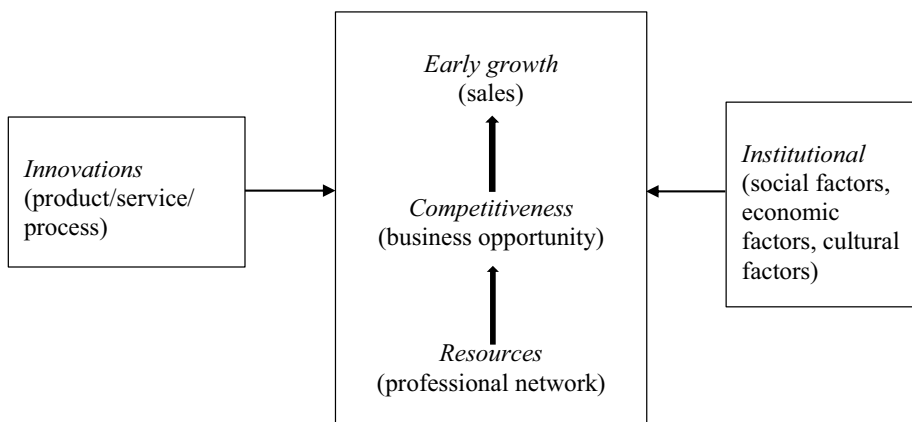 Early growth
(sales)
Innovations
(product/service/
process)
Competitiveness
(business opportunity)
Institutional
(social factors,
economic
factors, cultural
factors)
Resources
(professional network)